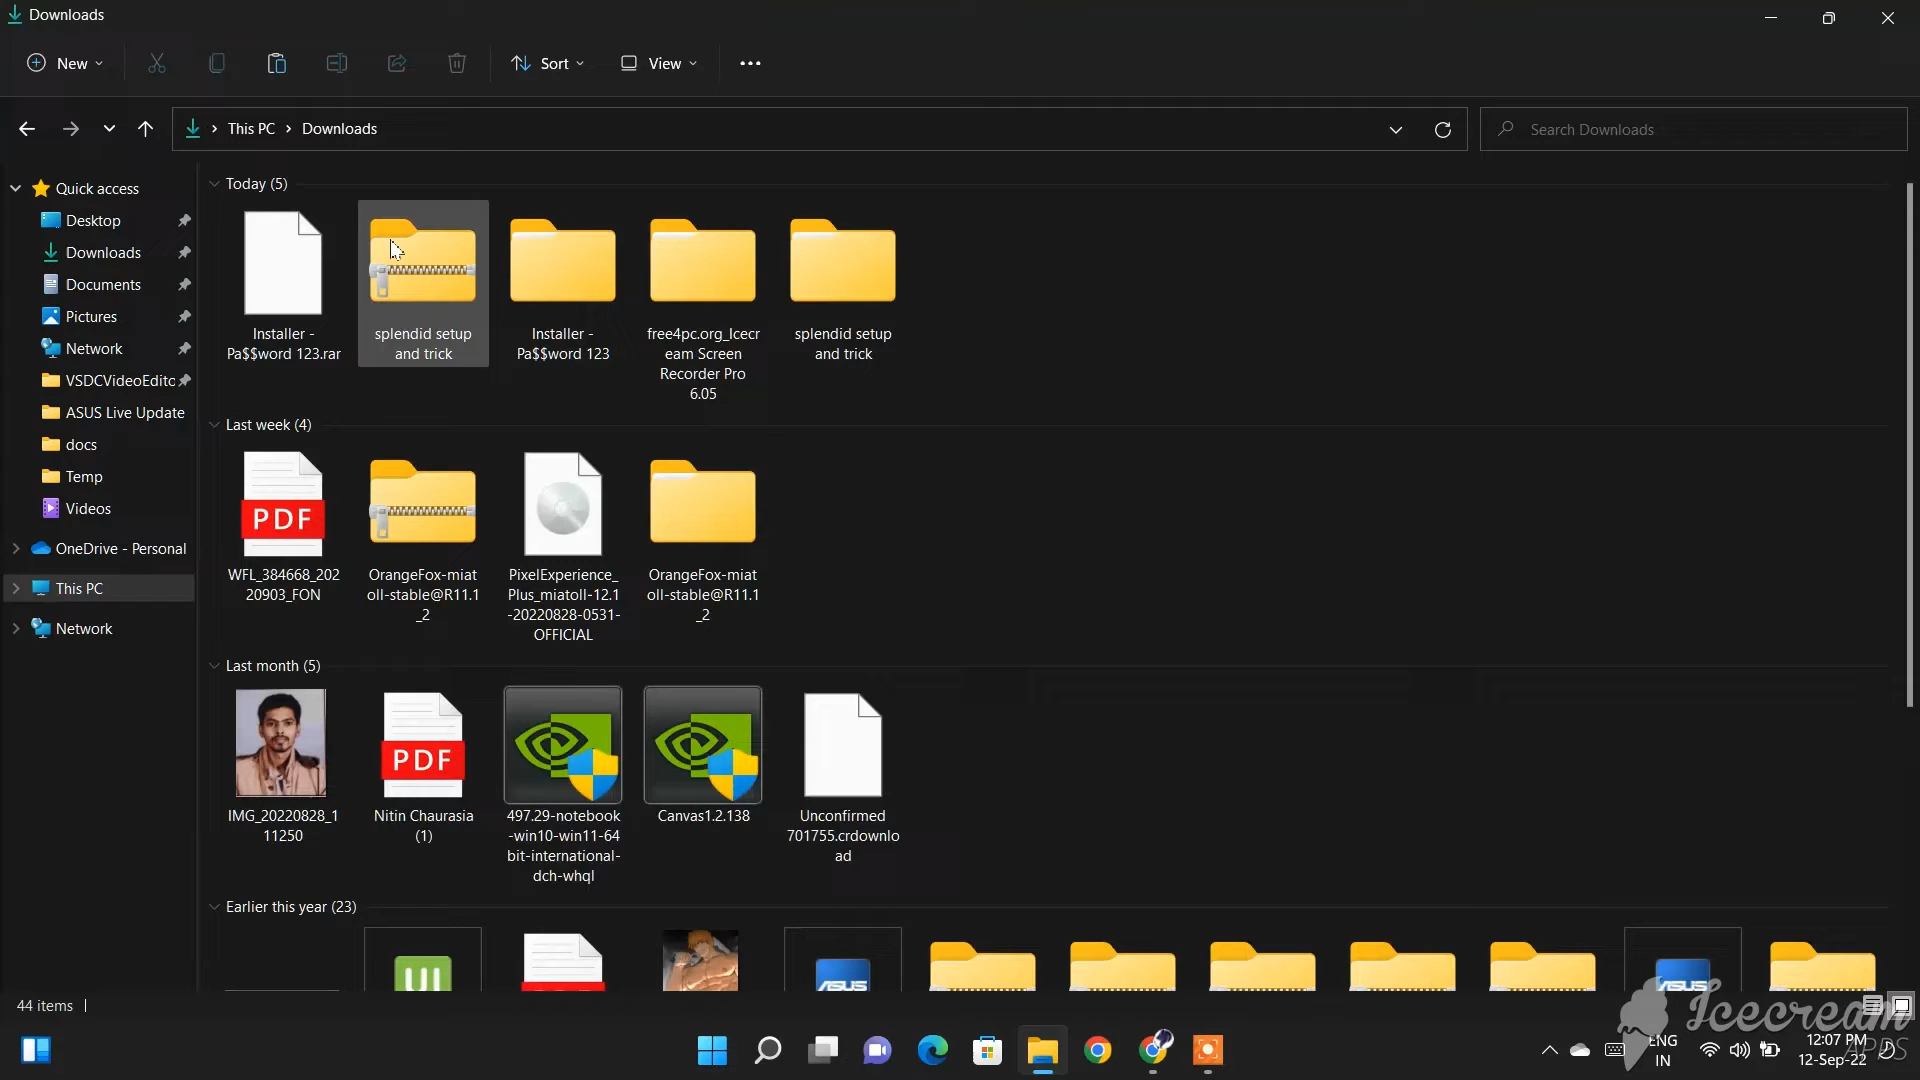 Downloads
New
Sort
View
This PC
Downloads
Search Downloads
Quick access
Desktop
Downloads
Documents
Pictures
Network
VSDCVideoEditc
ASUS Live Update
docs
Temp
Videos
OneDrive - Personal
This PC
Network
Today (5)
Installer -
Pa$$word 123.rar
splendid setup
and trick
Installer -
Pa$$word 123
free4pc.org_Icecr
eam Screen
Recorder Pro
6.05
splendid setup
and trick
Last week (4)
PDF
WFL_384668_202
20903_FON
OrangeFox-miat
oll-stable@R11.1
_2
PixelExperience_
Plus_miatoll-12.1
-20220828-0531-
OFFICIAL
OrangeFox-miat
oll-stable@R11.1
_2
Last month (5)
IMG_20220828_1
11250
PDF
Nitin Chaurasia
(1)
497.29-notebook
-win10-win11-64
bit-international-
dch-whql
Canvas1.2.138
Unconfirmed
701755.crdownlo
ad
Earlier this year (23)
ASUS
ASUS
44 items
Icecream
APPS
ENG
IN
12:07 PM
12-Sep-22